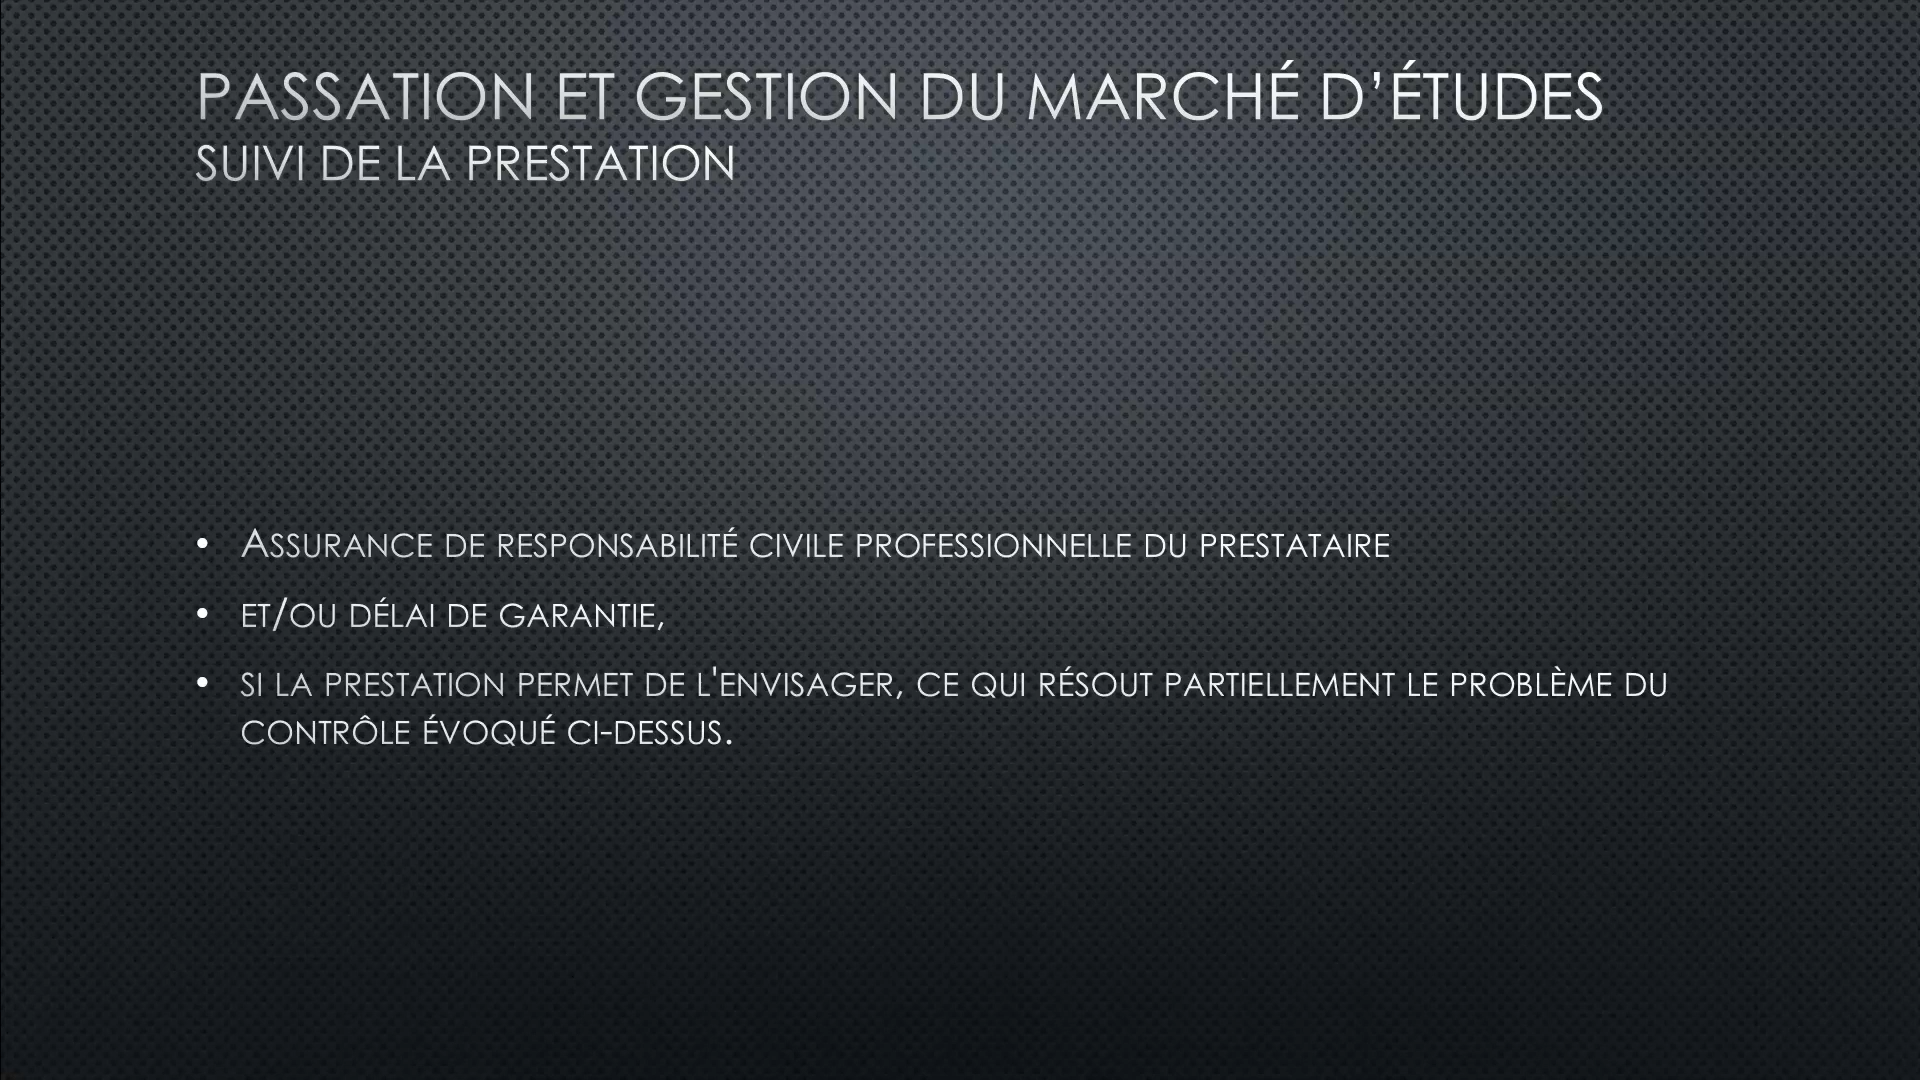 PASSATION ET GESTION DU MARCHÉ D’ÉTUDES
SUIVI DE LA PRESTATION
• ASSURANCE DE RESPONSABILITÉ CIVILE PROFESSIONNELLE DU PRESTATAIRE
• ET/OU DÉLAI DE GARANTIE,
• SI LA PRESTATION PERMET DE L'ENVISAGER, CE QUI RÉSOUT PARTIELLEMENT LE PROBLÈME DU
CONTRÔLE ÉVOQUÉ CI-DESSUS.